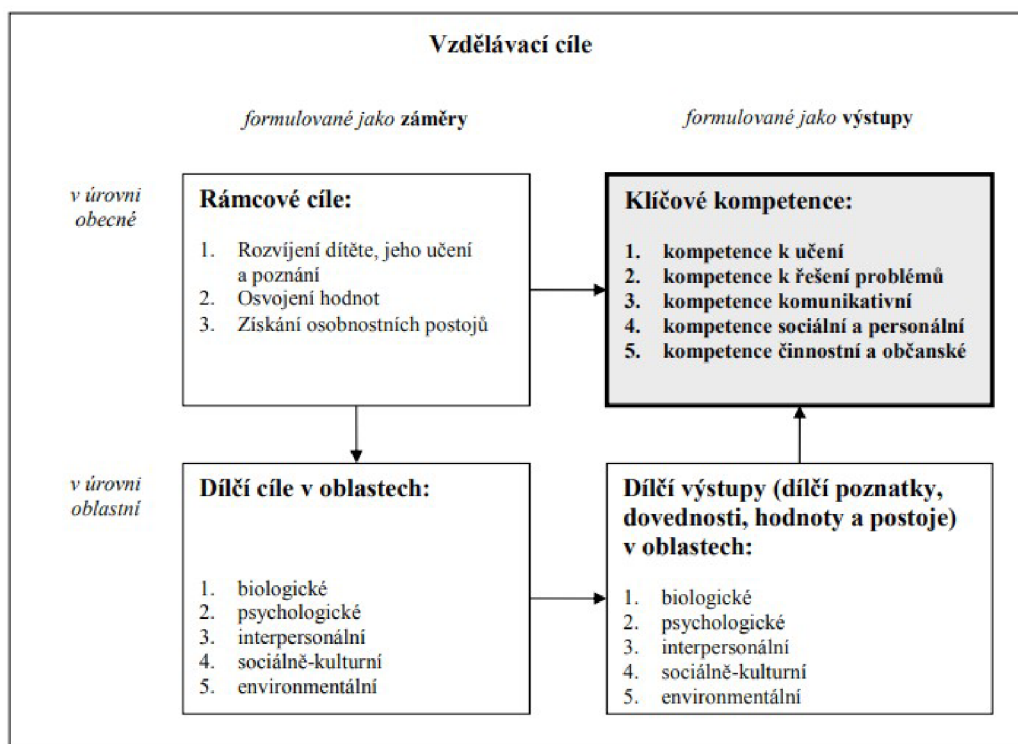 Vzdělávací cíle
formulované jako záměry
formulované jako výstupy
v úrovni
obecné
Rámcové cíle:
1. Rozvíjení dítěte, jeho učení
a poznání
2. Osvojení hodnot
3. Získání osobnostních postojů
Klíčové kompetence:
1. kompetence k učení
2. kompetence k řešení problémů
3. kompetence komunikativní
4. kompetence sociální a personální
5. kompetence činnostní a občanské
v úrovni
oblastní
Dílčí cíle v oblastech:
1. biologické
2. psychologické
3. interpersonální
4. sociálně-kulturní
5. environmentální
Dílčí výstupy (dílčí poznatky,
dovednosti, hodnoty a postoje)
v oblastech:
1. biologické
2. psychologické
3. interpersonální
4. sociálně-kulturní
5. environmentální